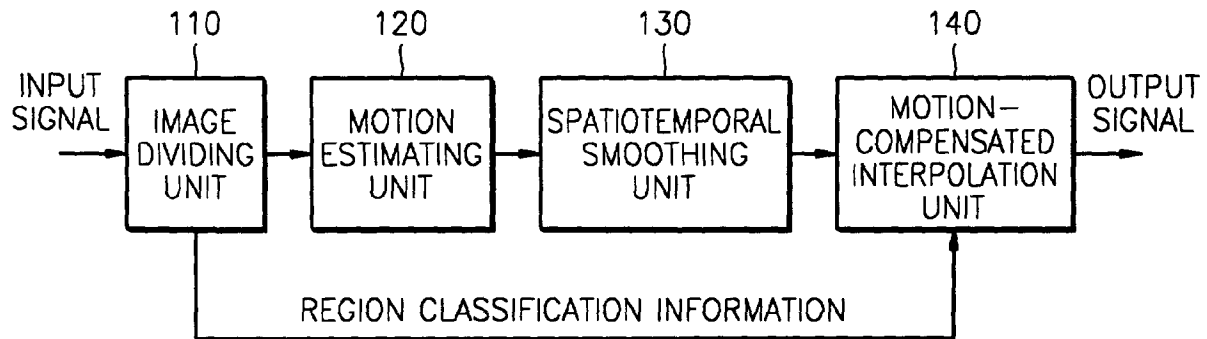 110
120
130
140
INPUT
SIGNAL
IMAGE
DIVIDING
UNIT
MOTION
ESTIMATING
UNIT
SPATIOTEMPORAL
SMOOTHING
UNIT
MOTION-
COMPENSATED
INTERPOLATION
UNIT
OUTPUT
SIGNAL
REGION CLASSIFICATION INFORMATION